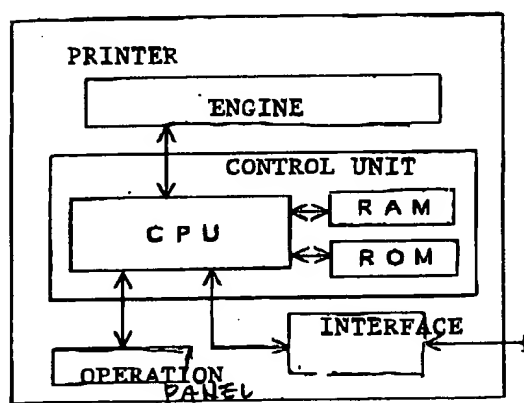 PRINTER
ENGINE
CONTROL UNIT
CPU
RAM
ROM
INTERFACE
OPERATION
PANEL